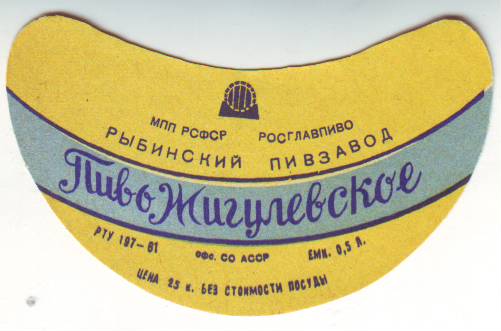 МПП РСФСР РОСГЛАВПИВО
РЫБИНСКИЙ ПИВЗАВОД
Пиво Жигулевское
РТУ 197-61 ОФС. СО АССР ЕМК. 0,5 Л.
ЦЕНА 25 К. БЕЗ СТОИМОСТИ ПОСУДЫ